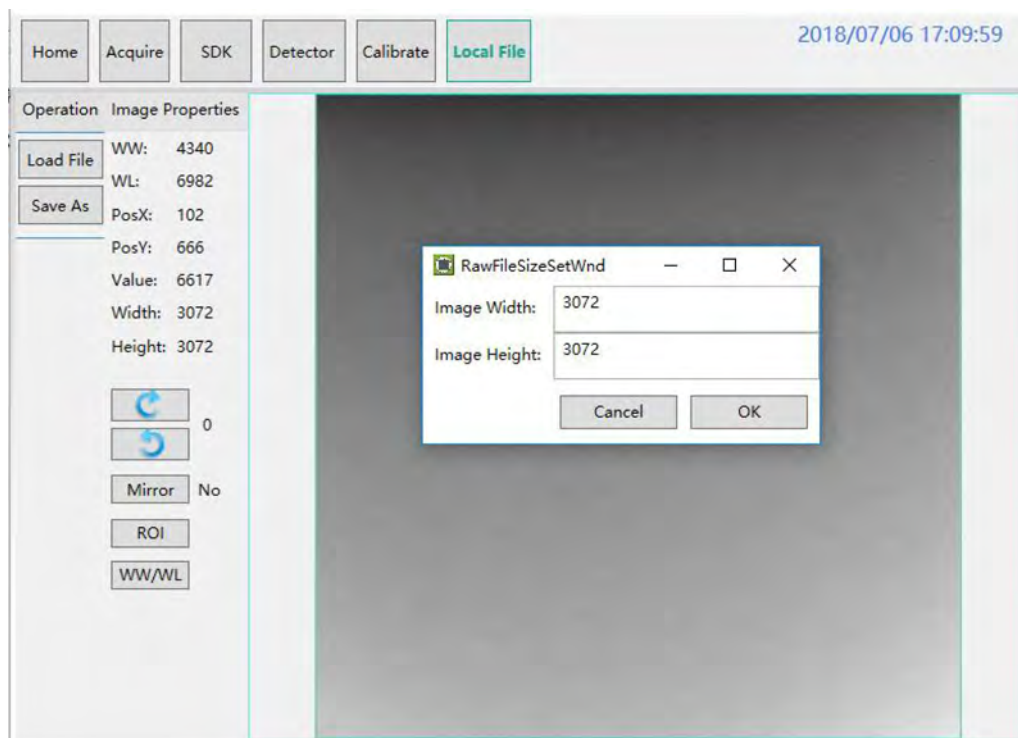 Home Acquire SDK Detector Calibrate Local File
2018/07/06 17:09:59
Operation Image Properties
Load File
Save As
WW: 4340
WL: 6982
PosX: 102
PosY: 666
Value: 6617
Width: 3072
Height: 3072
0
Mirror No
ROI
WW/WL
RawFileSizeSetWnd
Image Width: 3072
Image Height: 3072
Cancel OK